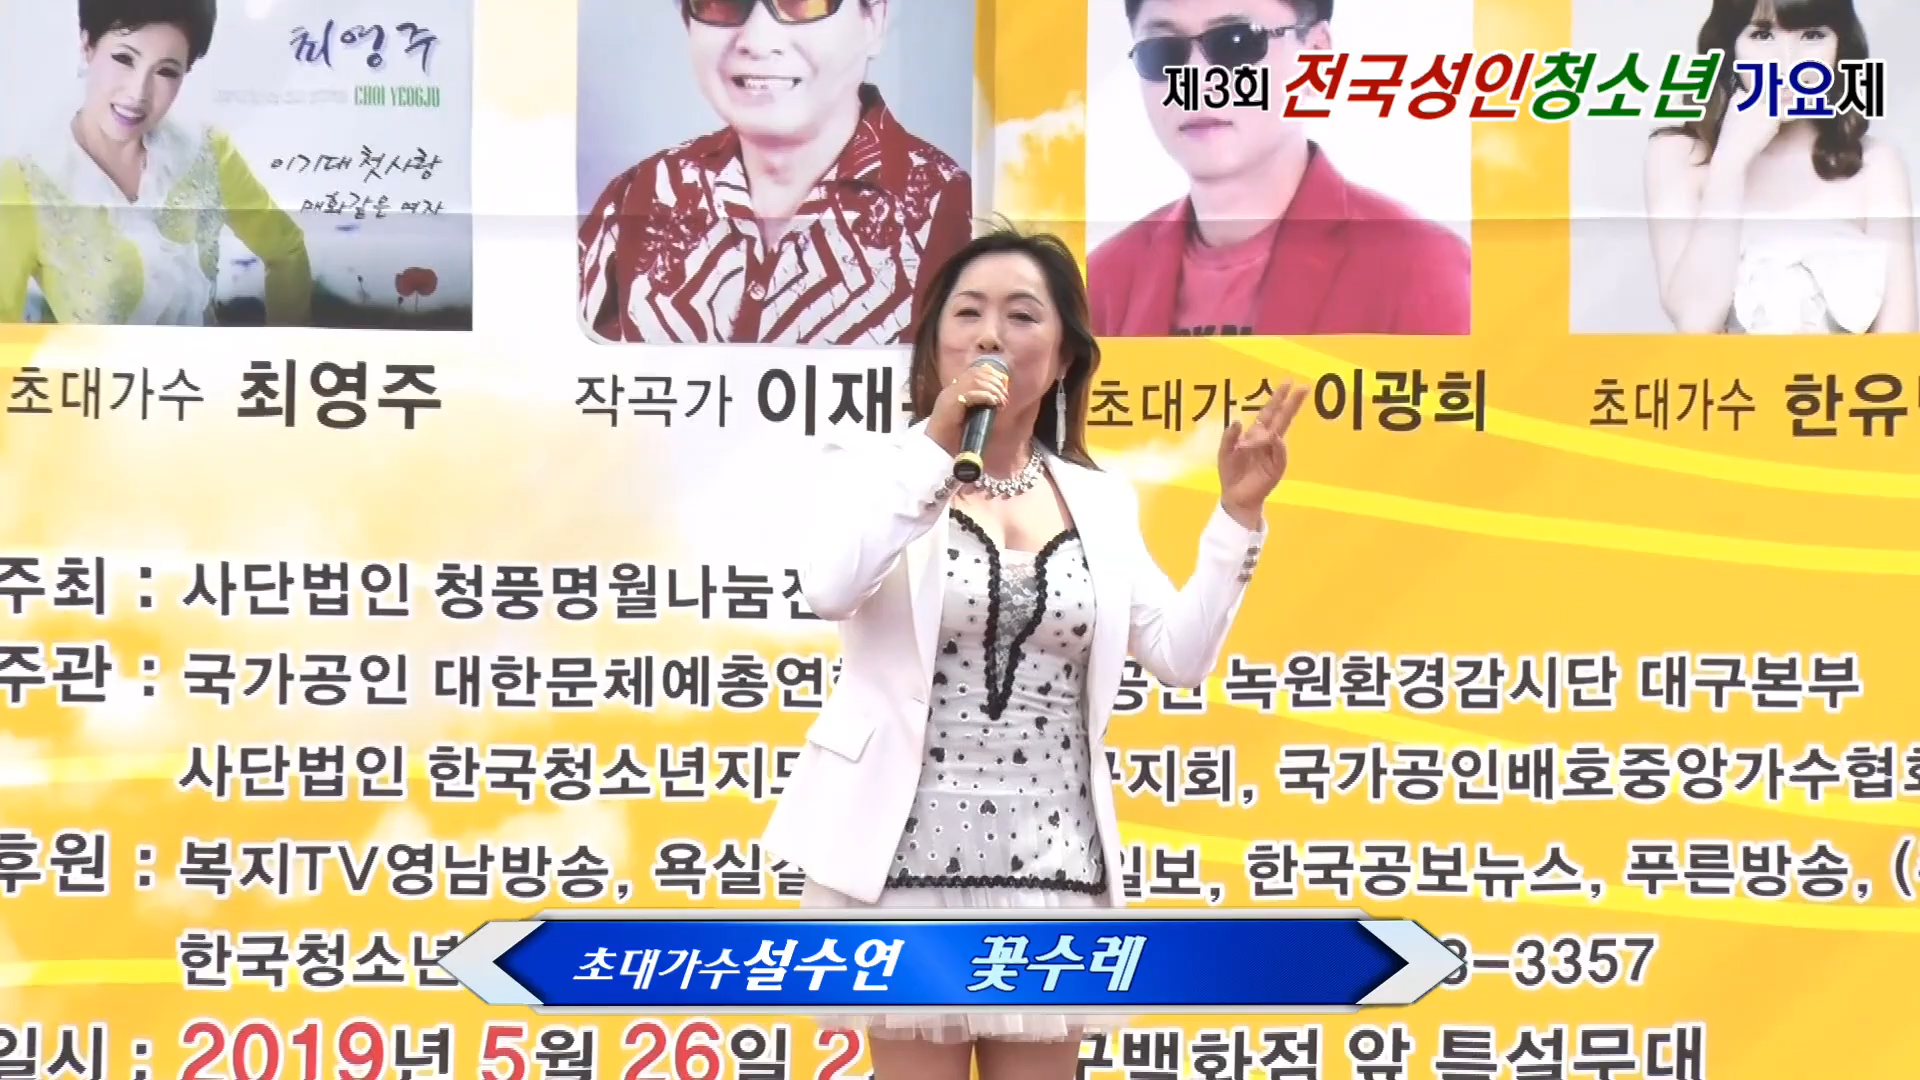 최영주
CHOI YEOGJU
이기대 첫사랑
매화같은 여자
제3회 전국성인청소년 가요제
초대가수 최영주
작곡가 이재
초대가수 이광희
초대가수 한유
주최 : 사단법인 청풍명월나눔
주관 : 국가공인 대한문체예총연 녹원환경감시단 대구본부
사단법인 한국청소년지 지회, 국가공인배호중앙가수협회
후원 : 복지TV영남방송, 욕실 일보, 한국공보뉴스, 푸른방송, (
한국청소년 3-3357
초대가수 설수연 꽃수레
일시 : 2019년 5월 26일 2 백화점 앞 특설무대